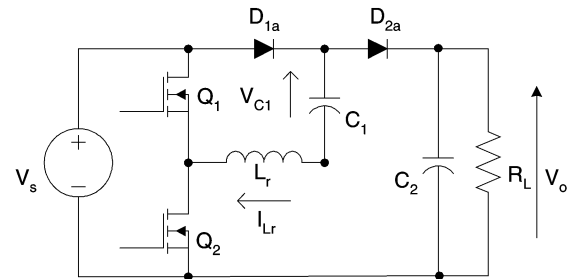 D1a D2a
Q1 VC1 C1
Vs + − Lr C2 RL Vo
ILr
Q2